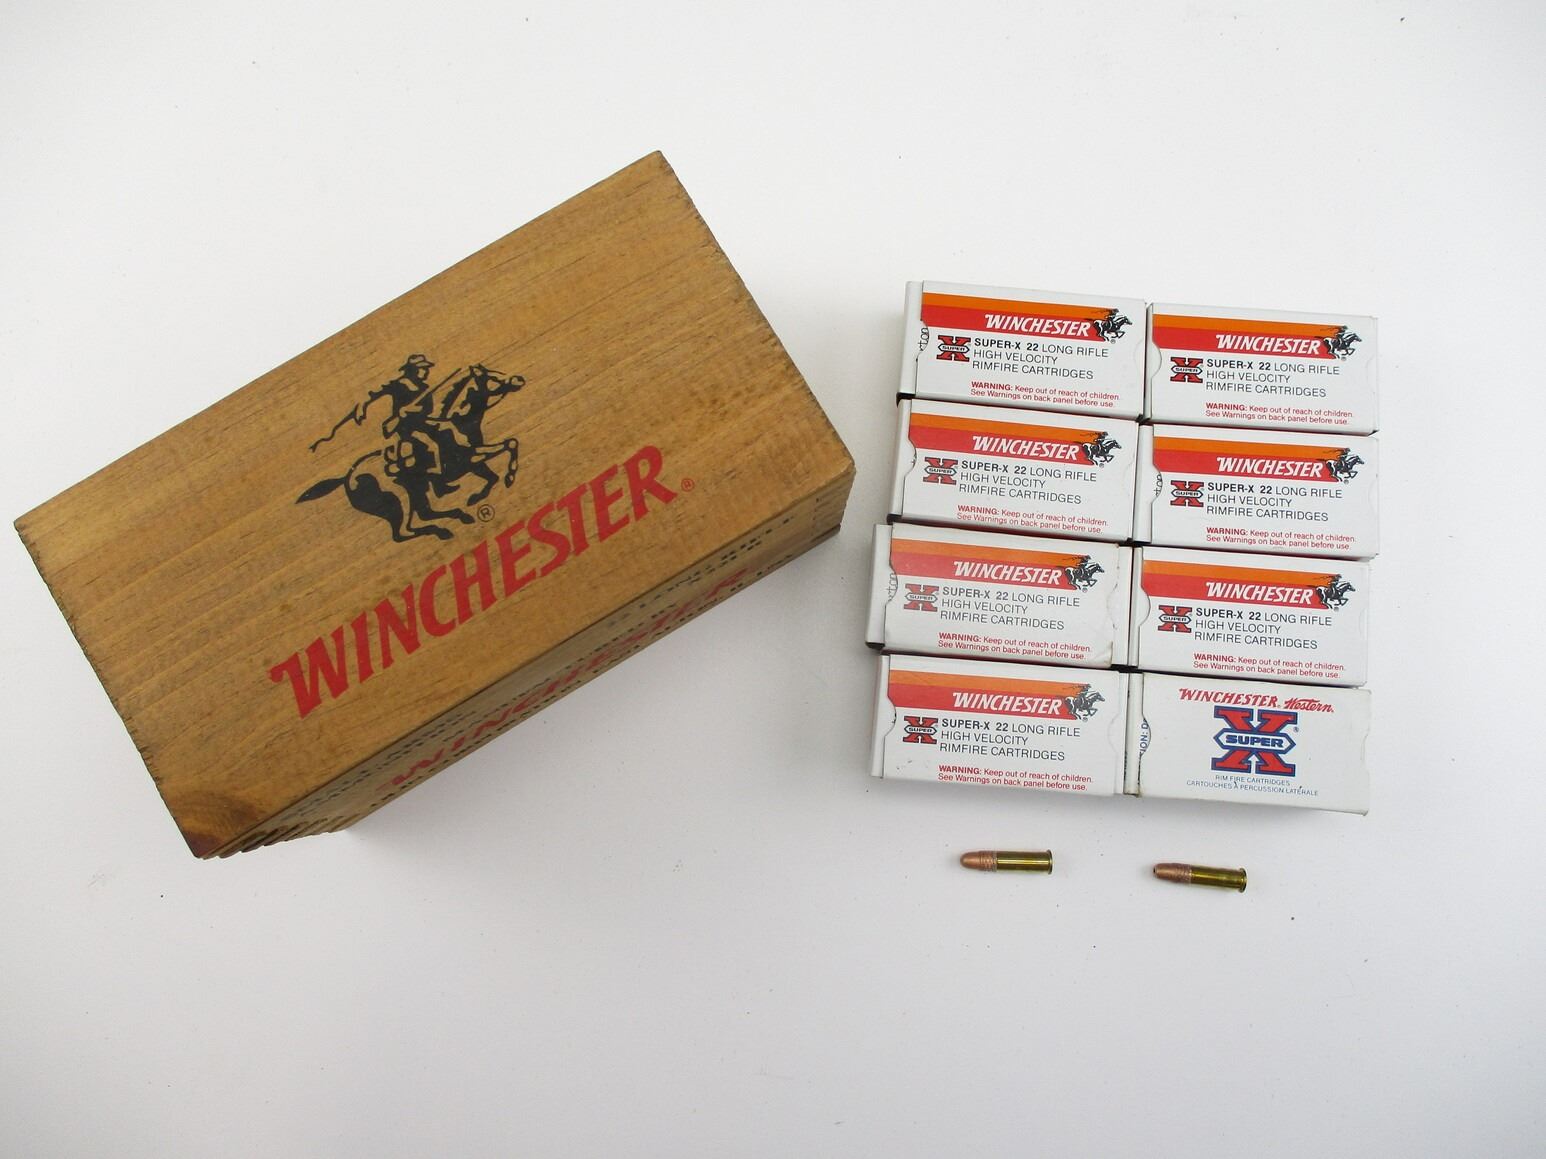 WINCHESTER®
®
WINCHESTER
WINCHESTER®
X SUPER SUPER-X 22 LONG RIFLE
HIGH VELOCITY
RIMFIRE CARTRIDGES
WARNING: Keep out of reach of children.
See Warnings on back panel before use.
WINCHESTER®
X SUPER SUPER-X 22 LONG RIFLE
HIGH VELOCITY
RIMFIRE CARTRIDGES
WARNING: Keep out of reach of children.
See Warnings on back panel before use.
WINCHESTER®
X SUPER SUPER-X 22 LONG RIFLE
HIGH VELOCITY
RIMFIRE CARTRIDGES
WARNING: Keep out of reach of children.
See Warnings on back panel before use.
WINCHESTER®
X SUPER SUPER-X 22 LONG RIFLE
HIGH VELOCITY
RIMFIRE CARTRIDGES
WARNING: Keep out of reach of children.
See Warnings on back panel before use.
WINCHESTER®
X SUPER SUPER-X 22 LONG RIFLE
HIGH VELOCITY
RIMFIRE CARTRIDGES
WARNING: Keep out of reach of children.
See Warnings on back panel before use.
WINCHESTER®
X SUPER SUPER-X 22 LONG RIFLE
HIGH VELOCITY
RIMFIRE CARTRIDGES
WARNING: Keep out of reach of children.
See Warnings on back panel before use.
WINCHESTER®
X SUPER SUPER-X 22 LONG RIFLE
HIGH VELOCITY
RIMFIRE CARTRIDGES
WARNING: Keep out of reach of children.
See Warnings on back panel before use.
WINCHESTER® Western®
X SUPER®
RIM FIRE CARTRIDGES
CARTOUCHES À PERCUSSION LATÉRALE